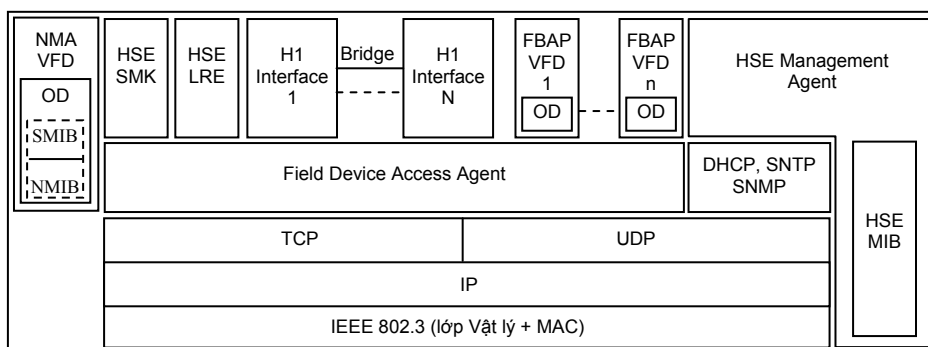 NMA
VFD
OD
SMIB
NMIB
HSE
SMK
HSE
LRE
H1
Interface
1
Bridge
H1
Interface
N
FBAP
VFD
1
OD
FBAP
VFD
n
OD
HSE Management
Agent
Field Device Access Agent
DHCP, SNTP
SNMP
HSE
MIB
TCP
UDP
IP
IEEE 802.3 (lớp Vật lý + MAC)